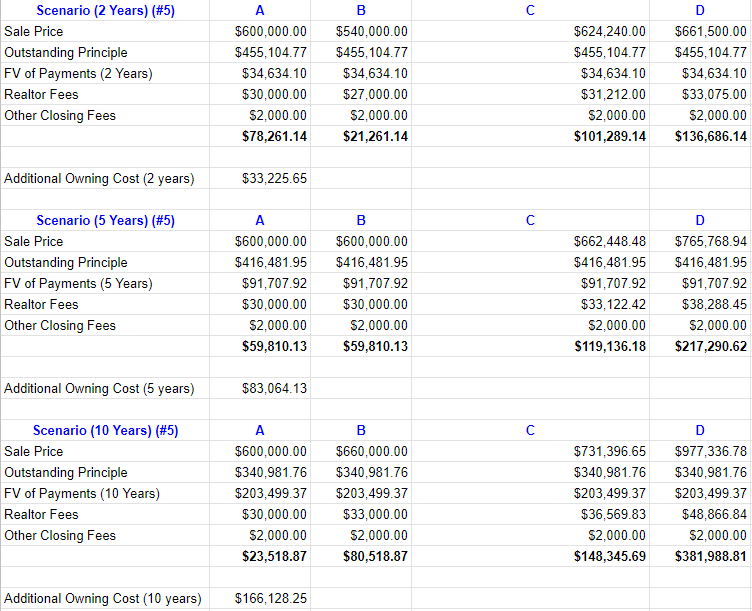 Scenario (2 Years) (#5) A B C D
Sale Price $600,000.00 $540,000.00 $624,240.00 $661,500.00
Outstanding Principle $455,104.77 $455,104.77 $455,104.77 $455,104.77
FV of Payments (2 Years) $34,634.10 $34,634.10 $34,634.10 $34,634.10
Realtor Fees $30,000.00 $27,000.00 $31,212.00 $33,075.00
Other Closing Fees $2,000.00 $2,000.00 $2,000.00 $2,000.00
$78,261.14 $21,261.14 $101,289.14 $136,686.14
Additional Owning Cost (2 years) $33,225.65
Scenario (5 Years) (#5) A B C D
Sale Price $600,000.00 $600,000.00 $662,448.48 $765,768.94
Outstanding Principle $416,481.95 $416,481.95 $416,481.95 $416,481.95
FV of Payments (5 Years) $91,707.92 $91,707.92 $91,707.92 $91,707.92
Realtor Fees $30,000.00 $30,000.00 $33,122.42 $38,288.45
Other Closing Fees $2,000.00 $2,000.00 $2,000.00 $2,000.00
$59,810.13 $59,810.13 $119,136.18 $217,290.62
Additional Owning Cost (5 years) $83,064.13
Scenario (10 Years) (#5) A B C D
Sale Price $600,000.00 $660,000.00 $731,396.65 $977,336.78
Outstanding Principle $340,981.76 $340,981.76 $340,981.76 $340,981.76
FV of Payments (10 Years) $203,499.37 $203,499.37 $203,499.37 $203,499.37
Realtor Fees $30,000.00 $33,000.00 $36,569.83 $48,866.84
Other Closing Fees $2,000.00 $2,000.00 $2,000.00 $2,000.00
$23,518.87 $80,518.87 $148,345.69 $381,988.81
Additional Owning Cost (10 years) $166,128.25